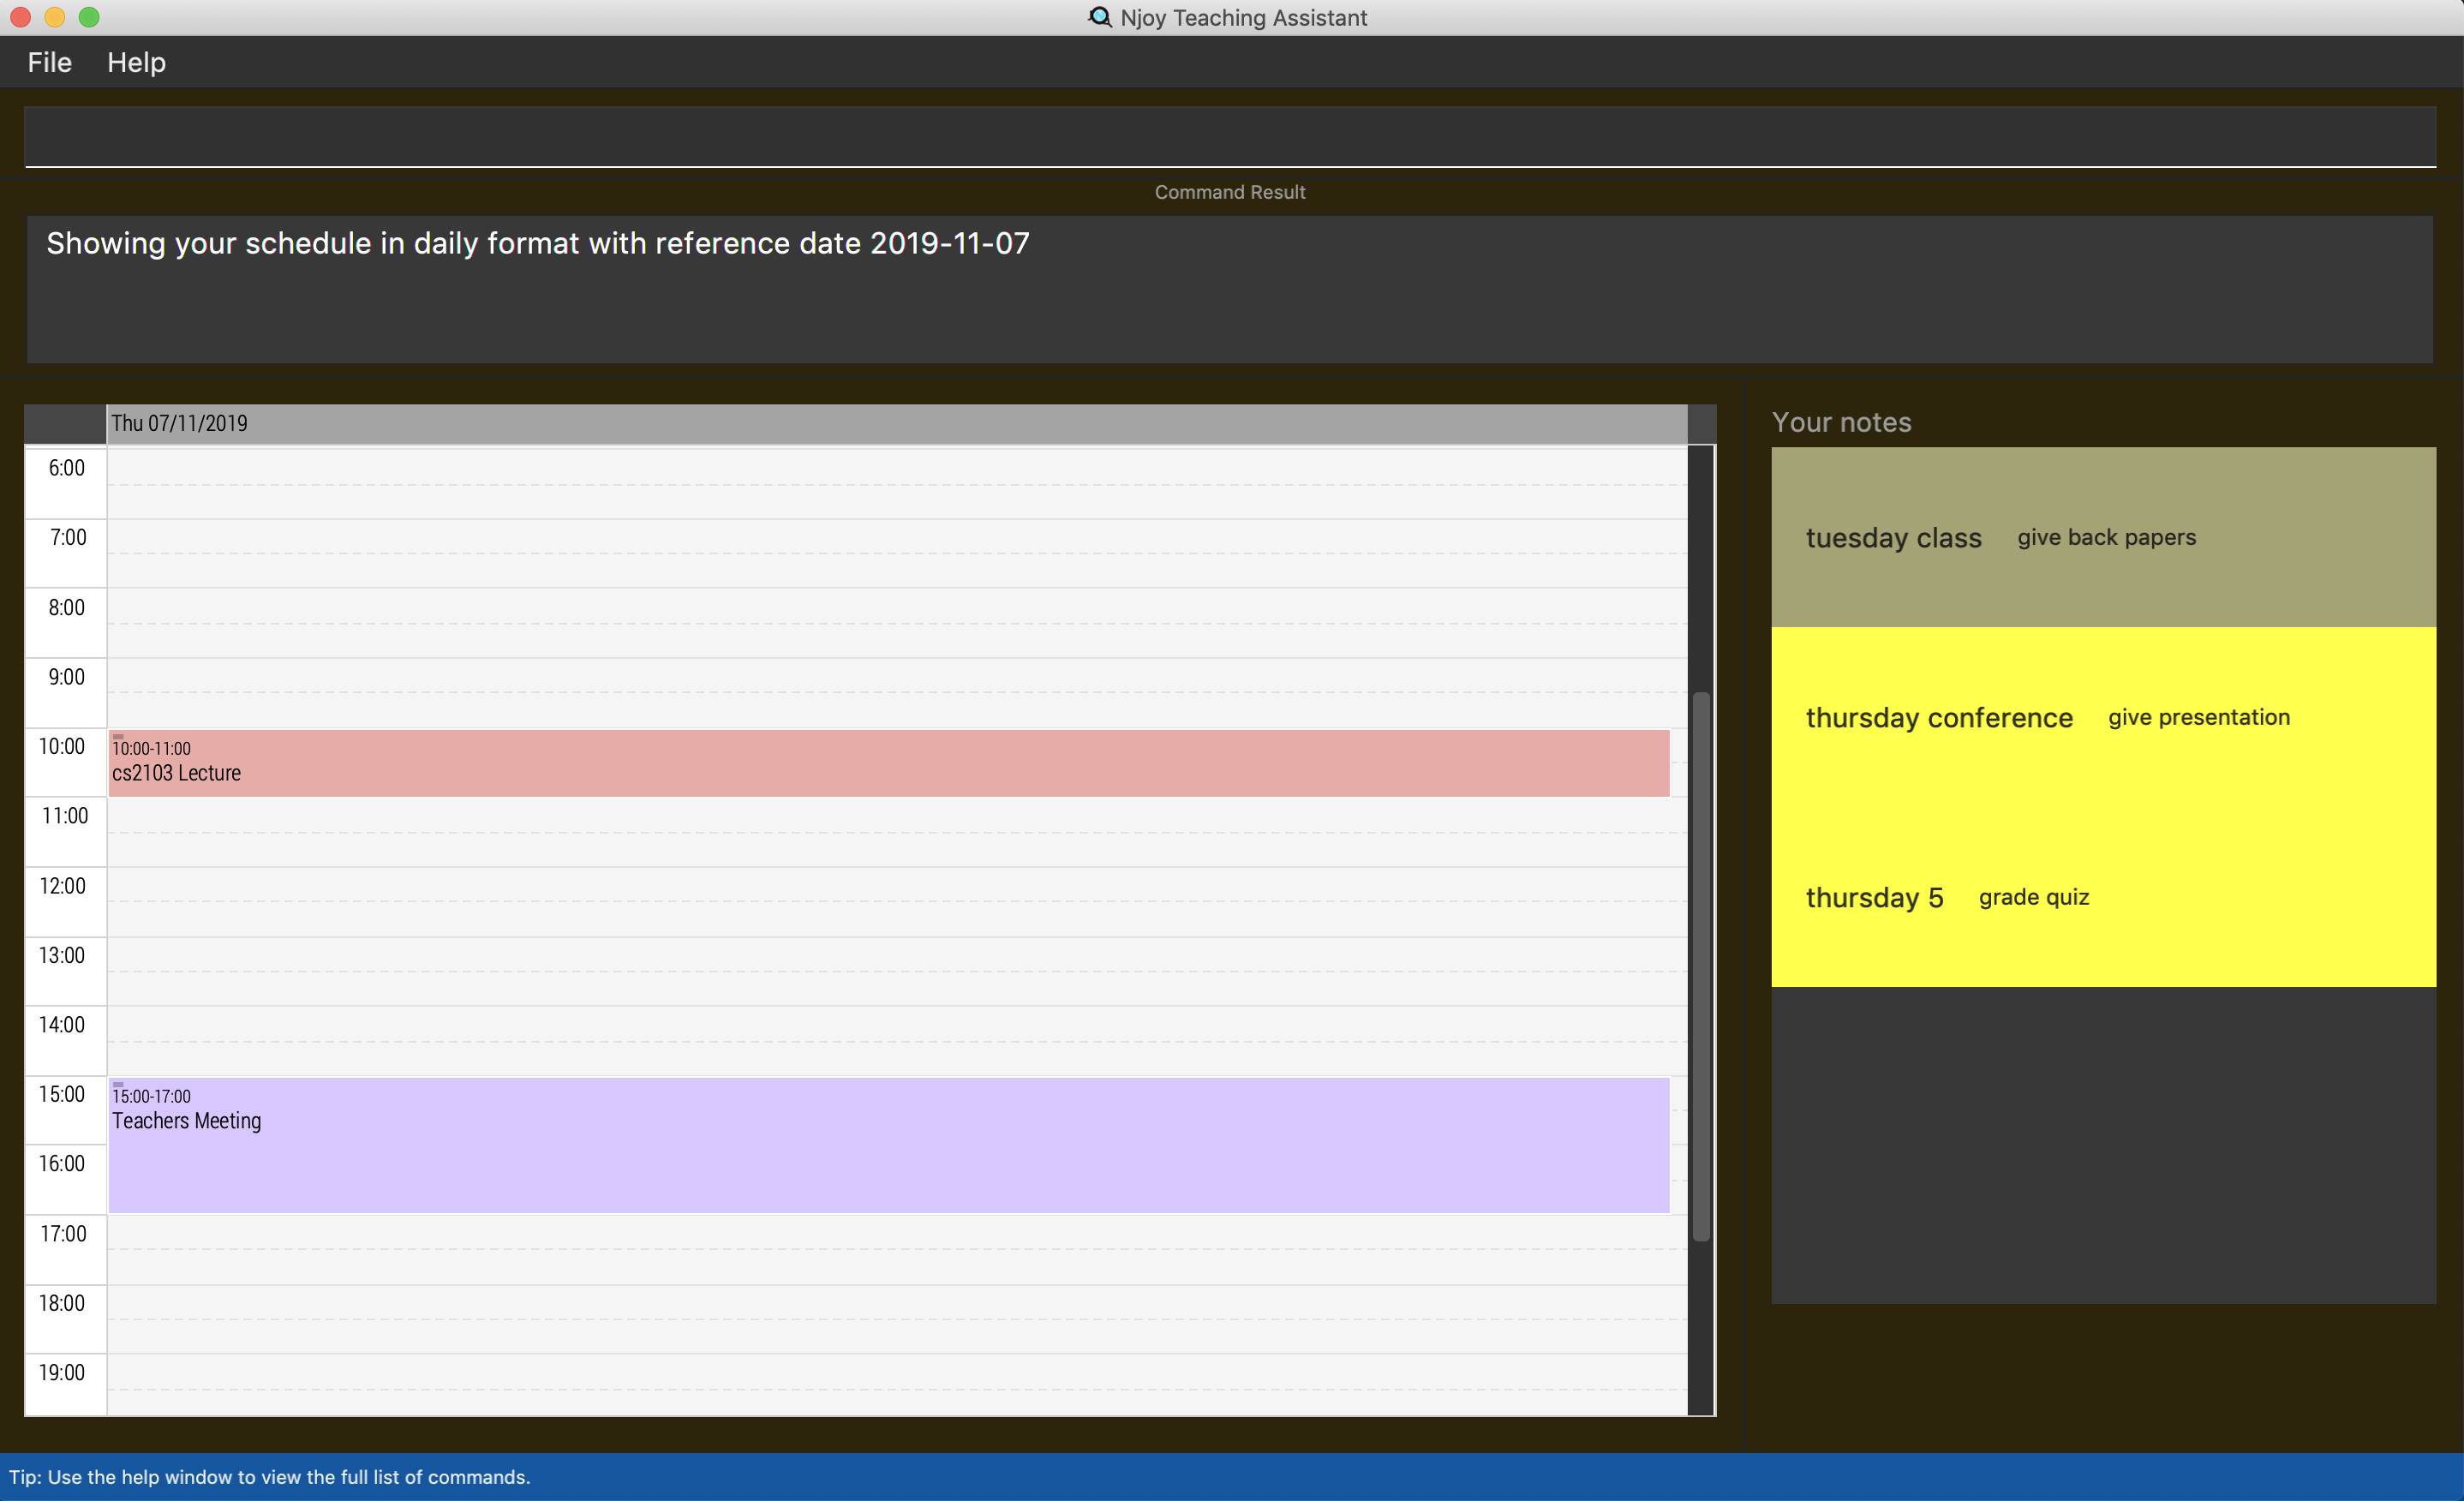 Njoy Teaching Assistant
File Help
Command Result
Showing your schedule in daily format with reference date 2019-11-07
Thu 07/11/2019
6:00
7:00
8:00
9:00
10:00
10:00-11:00
cs2103 Lecture
11:00
12:00
13:00
14:00
15:00
15:00-17:00
Teachers Meeting
16:00
17:00
18:00
19:00
Your notes
tuesday class give back papers
thursday conference give presentation
thursday 5 grade quiz
Tip: Use the help window to view the full list of commands.